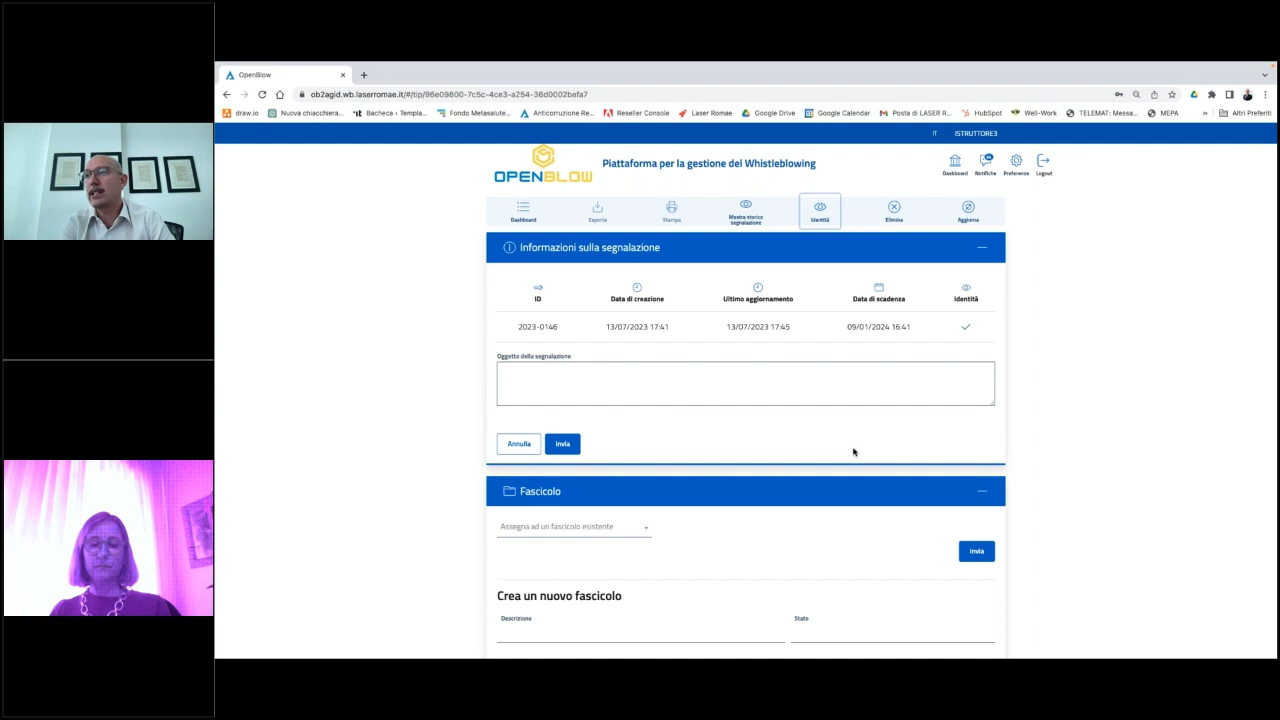 OpenBlow
ob2agid.wb.laserromae.it/#/tip/96e09800-7c5c-4ce3-a254-36d0002befa7
draw.io
Nuova chiacchiera...
Bacheca ‹ Templa...
Fondo Metasalute...
Anticorruzione Re...
Reseller Console
Laser Romae
Google Drive
Google Calendar
Posta di LASER R...
HubSpot
Well-Work
TELEMAT: Messa...
MEPA
»
Altri Preferiti
IT
ISTRUTTORE3
OPENBLOW
Piattaforma per la gestione del Whistleblowing
Dashboard
Notifiche
Preferenze
Logout
Dashboard
Esporta
Stampa
Mostra storico
segnalazione
Identità
Elimina
Aggiorna
Informazioni sulla segnalazione
ID
Data di creazione
Ultimo aggiornamento
Data di scadenza
Identità
2023-0146
13/07/2023 17:41
13/07/2023 17:45
09/01/2024 16:41
Oggetto della segnalazione
Annulla
Invia
Fascicolo
Assegna ad un fascicolo esistente
Invia
Crea un nuovo fascicolo
Descrizione
Stato